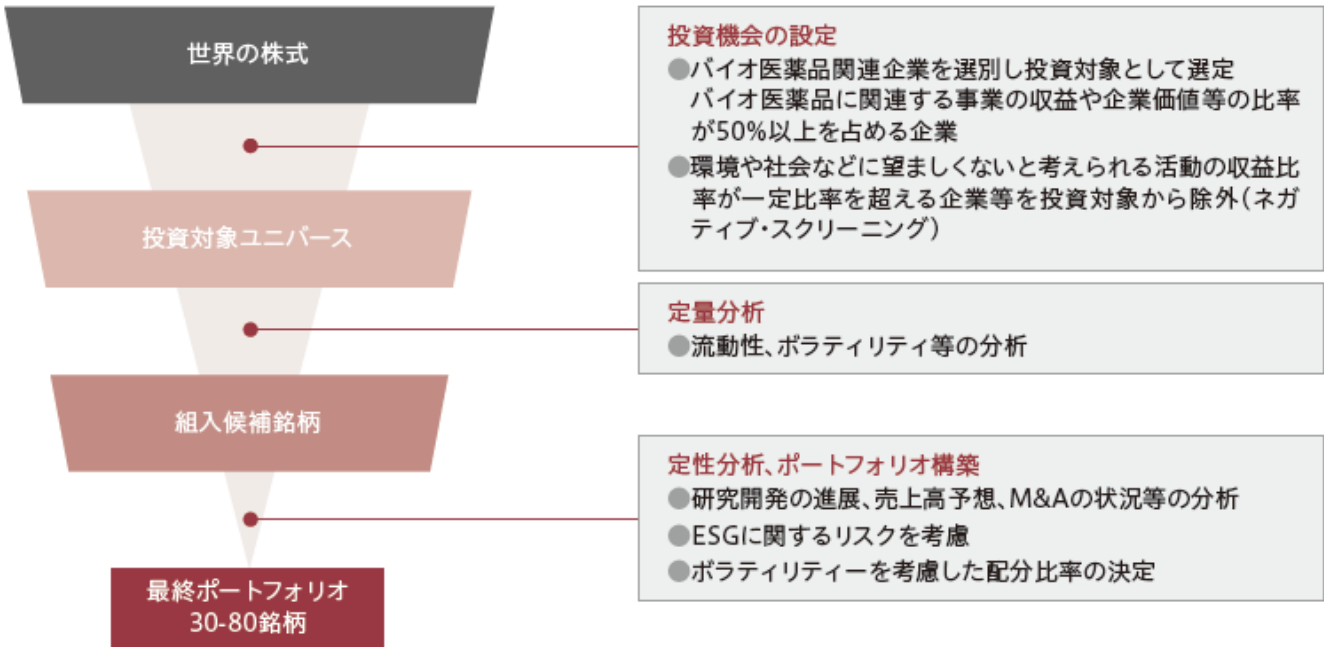 世界の株式
投資機会の設定
●バイオ医薬品関連企業を選別し投資対象として選定
バイオ医薬品に関連する事業の収益や企業価値等の比率
が50%以上を占める企業
●環境や社会などに望ましくないと考えられる活動の収益比
率が一定比率を超える企業等を投資対象から除外(ネガ
ティブ・スクリーニング)
投資対象ユニバース
定量分析
●流動性、ボラティリティ等の分析
組入候補銘柄
定性分析、ポートフォリオ構築
●研究開発の進展、売上高予想、M&Aの状況等の分析
●ESGに関するリスクを考慮
●ボラティリティーを考慮した配分比率の決定
最終ポートフォリオ
30-80銘柄